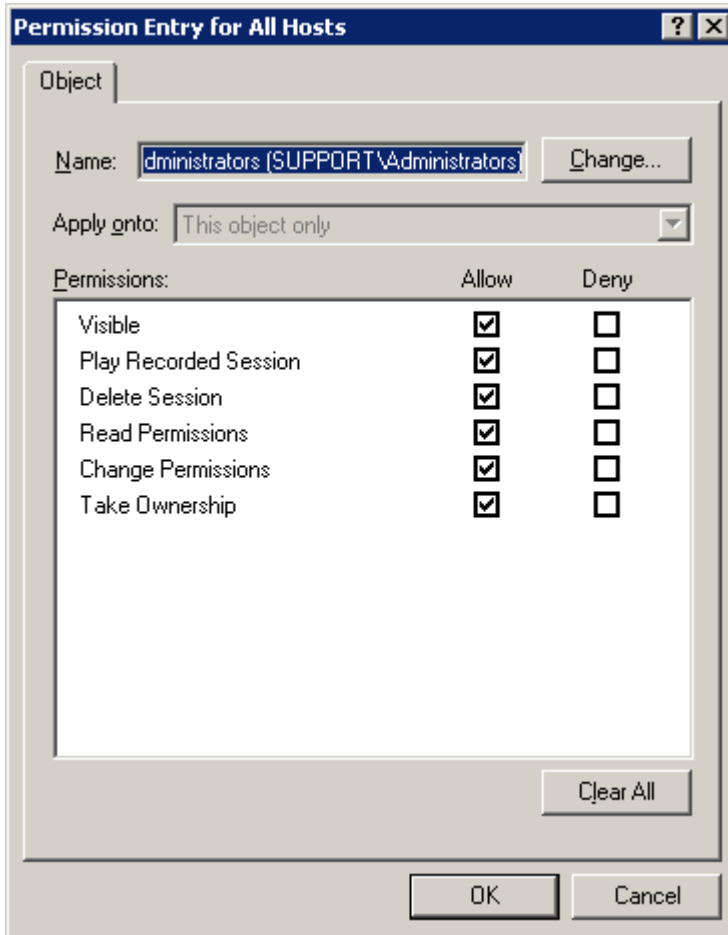 Permission Entry for All Hosts
Object
Name: dministrators (SUPPORT\Administrators) Change...
Apply onto: This object only
Permissions: Allow Deny
Visible
Play Recorded Session
Delete Session
Read Permissions
Change Permissions
Take Ownership
Clear All
OK Cancel